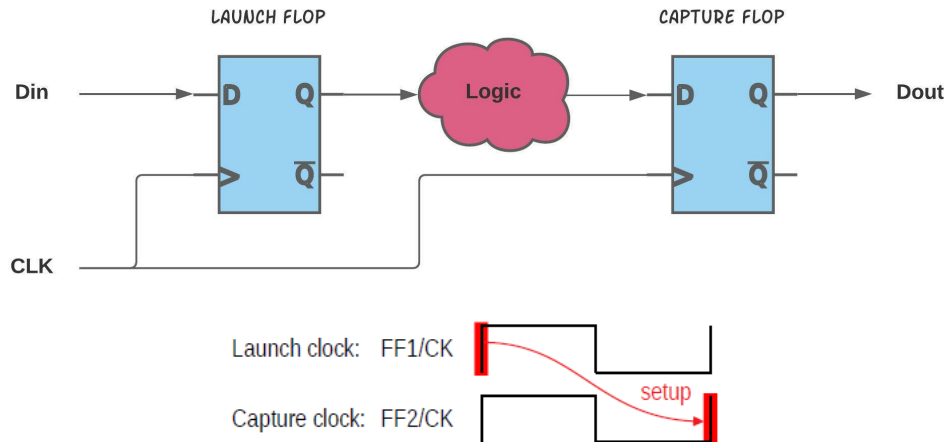 LAUNCH FLOP
CAPTURE FLOP
Din
D
Q
Logic
D
Q
Dout
Q̅
Q̅
CLK
Launch clock: FF1/CK
setup
Capture clock: FF2/CK